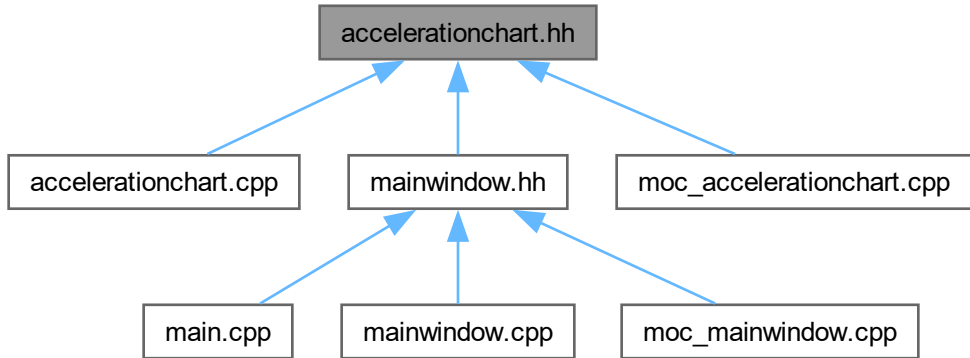 accelerationchart.hh
accelerationchart.cpp
mainwindow.hh
moc_accelerationchart.cpp
main.cpp
mainwindow.cpp
moc_mainwindow.cpp